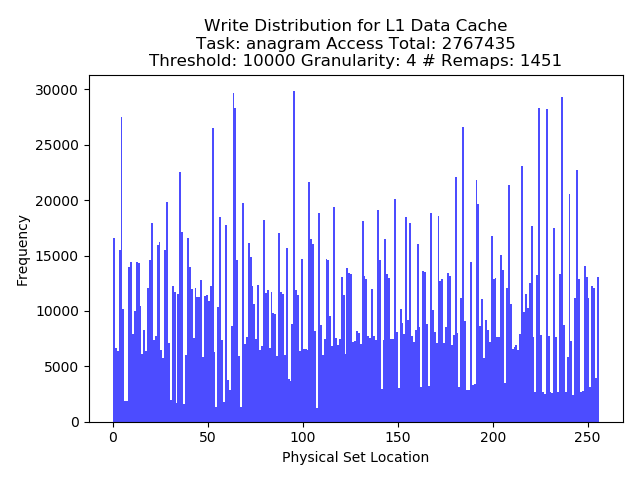 Write Distribution for L1 Data Cache
Task: anagram Access Total: 2767435
Threshold: 10000 Granularity: 4 # Remaps: 1451
30000
25000
20000
15000
10000
5000
0
Frequency
0 50 100 150 200 250
Physical Set Location